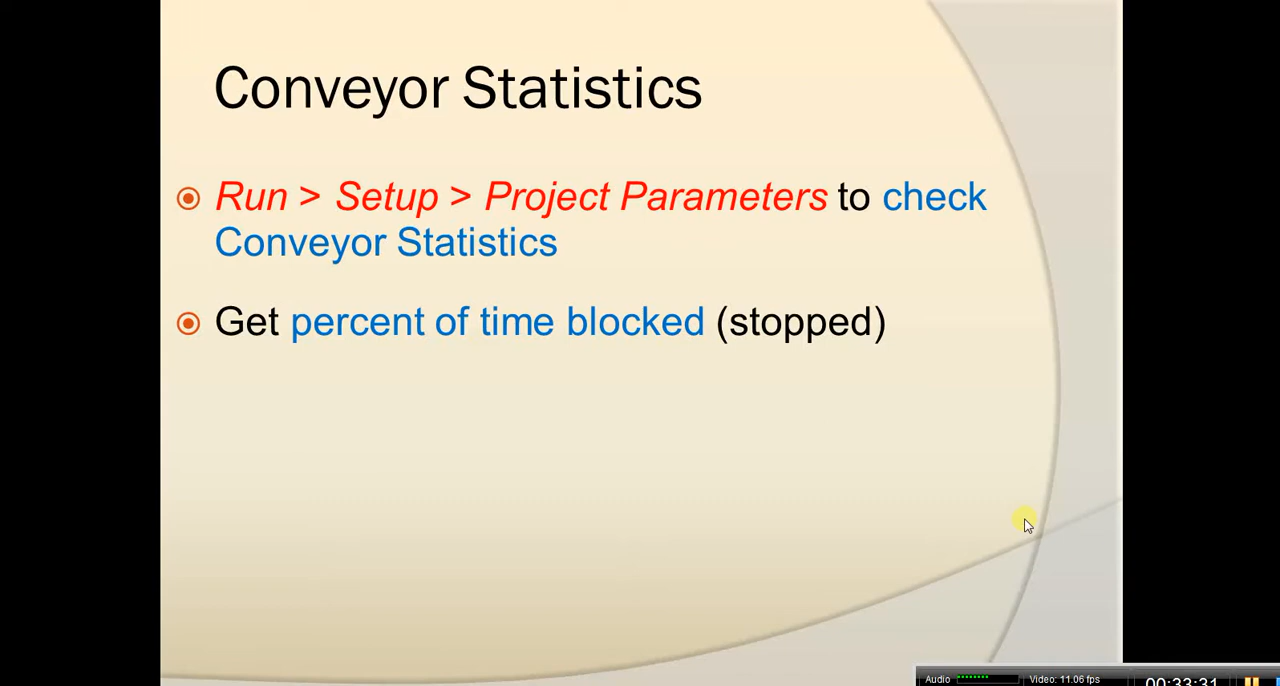 Conveyor Statistics
Run > Setup > Project Parameters to check
Conveyor Statistics
Get percent of time blocked (stopped)
Audio Video: 11.06 fps 00:33:31